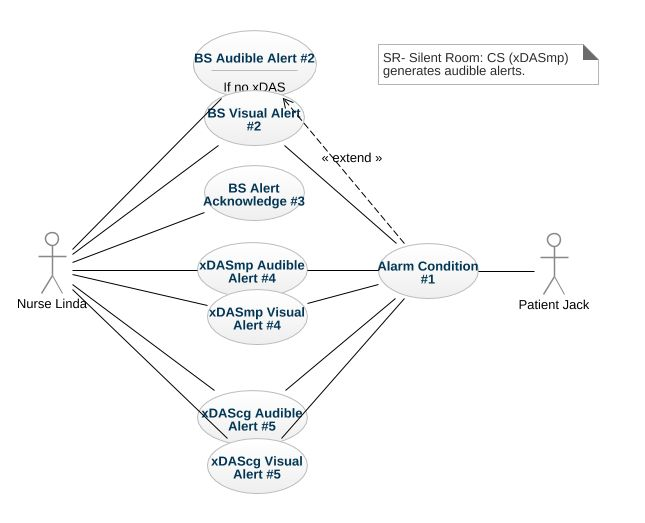 BS Audible Alert #2
If no xDAS
SR- Silent Room: CS (xDASmp)
generates audible alerts.
BS Visual Alert
#2
« extend »
BS Alert
Acknowledge #3
xDASmp Audible
Alert #4
Alarm Condition
#1
Nurse Linda
Patient Jack
xDASmp Visual
Alert #4
xDAScg Audible
Alert #5
xDAScg Visual
Alert #5